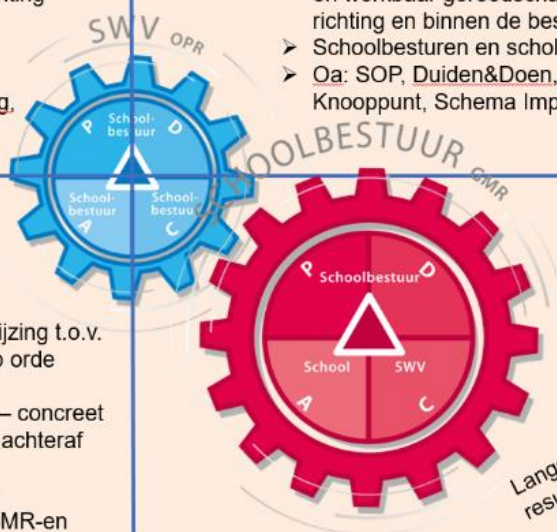 SWV OPR
richting en binnen de bes
➤ Schoolbesturen en schol
➤ Oa: SOP, Duiden&Doen,
Knooppunt, Schema Imp
P
D
School-
bestuur
School-
bestuur
School-
bestuur
A
C
SCHOOLBESTUUR GMR
P
D
Schoolbestuur
School
SWV
A
C
jzing t.o.v.
orde
– concreet
achteraf
MR-en
Lang
resu